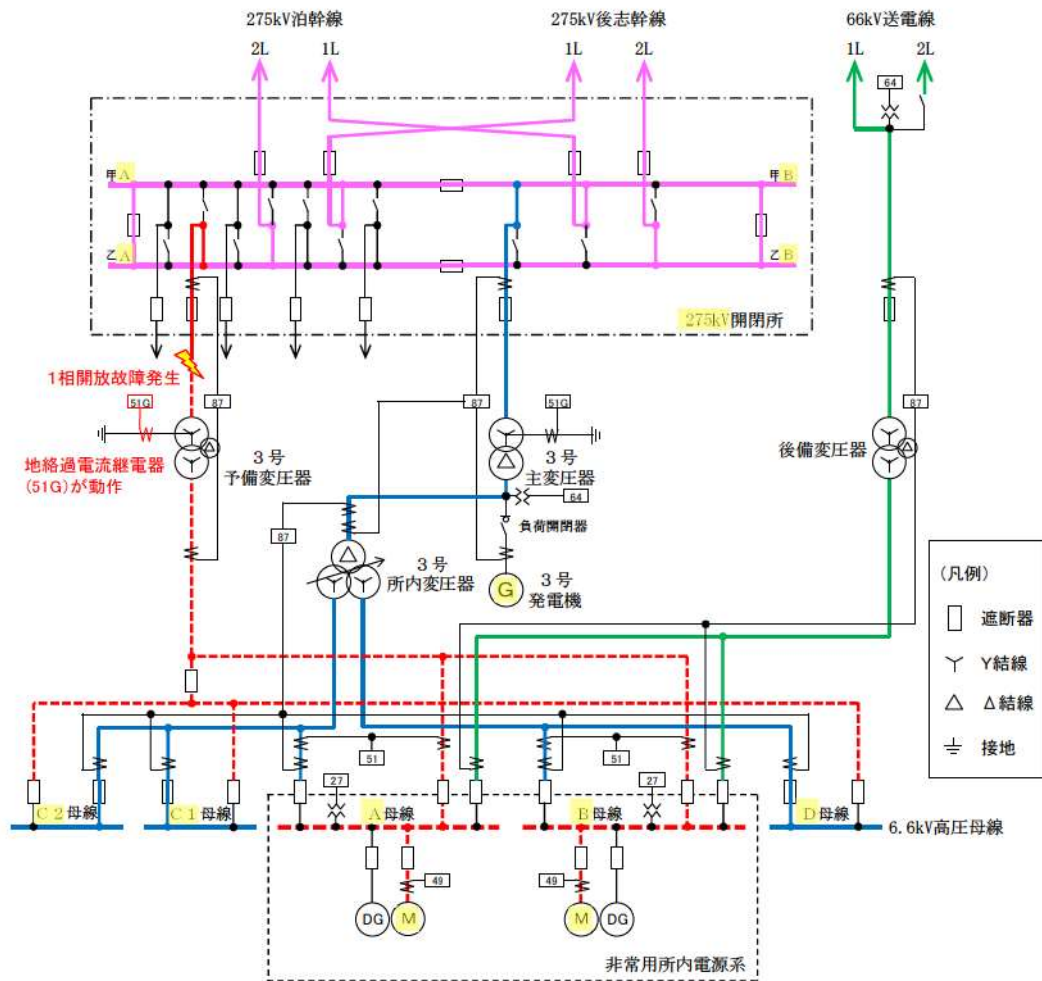 275kV泊幹線 275kV後志幹線 66kV送電線
2L 1L 1L 2L 1L 2L
64
甲A 甲B
乙A 乙B
275kV開閉所
1相開放故障発生
51G 87 87 51G 87
地絡過電流継電器
(51G)が動作
3号
予備変圧器
3号
主変圧器
後備変圧器
64
87
負荷開閉器
3号
所内変圧器
G
3号
発電機
(凡例)
遮断器
Y結線
Δ結線
接地
51 51
27 27
C2母線 C1母線 A母線 B母線 D母線
6.6kV高圧母線
49 49
DG M M DG
非常用所内電源系